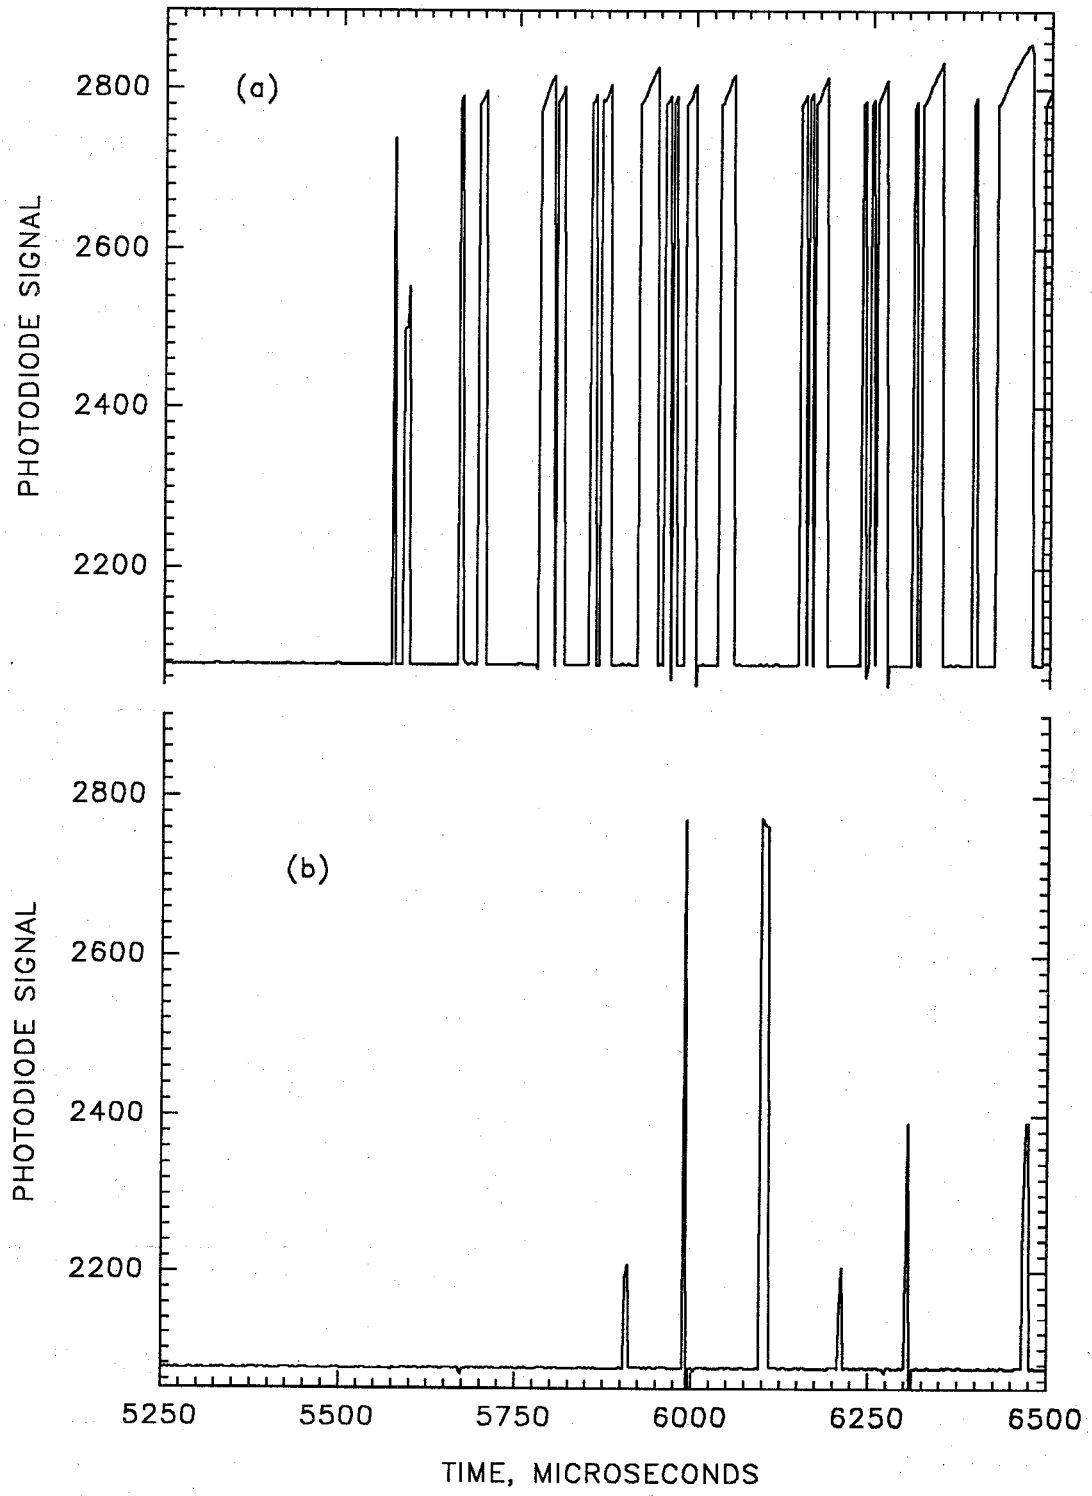 (a)
2800
2600
2400
2200
PHOTODIODE SIGNAL
(b)
2800
2600
2400
2200
PHOTODIODE SIGNAL
5250 5500 5750 6000 6250 6500
TIME, MICROSECONDS